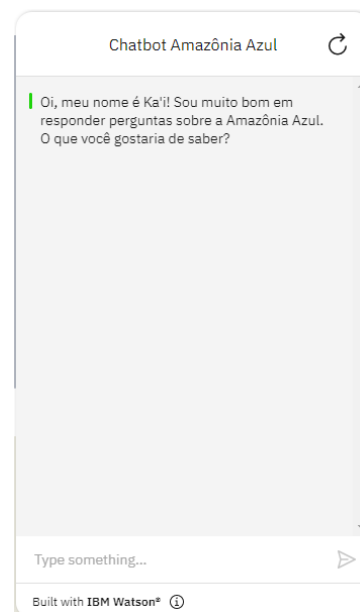 Chatbot Amazônia Azul
Oi, meu nome é Ka'i! Sou muito bom em
responder perguntas sobre a Amazônia Azul.
O que você gostaria de saber?
Type something...
Built with IBM Watson®